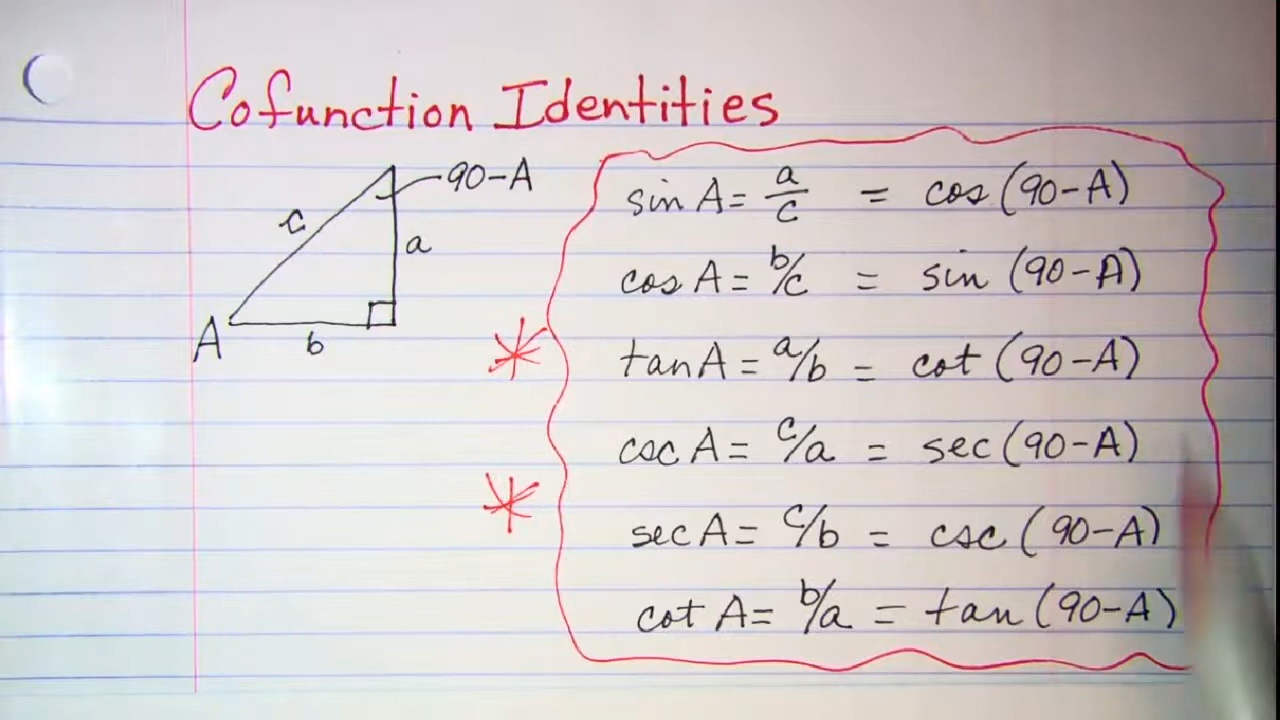 Cofunction Identities
90-A
c
a
A
b
sin A = a/c = cos (90-A)
cos A = b/c = sin (90-A)
tan A = a/b = cot (90-A)
csc A = c/a = sec (90-A)
sec A = c/b = csc (90-A)
cot A = b/a = tan (90-A)